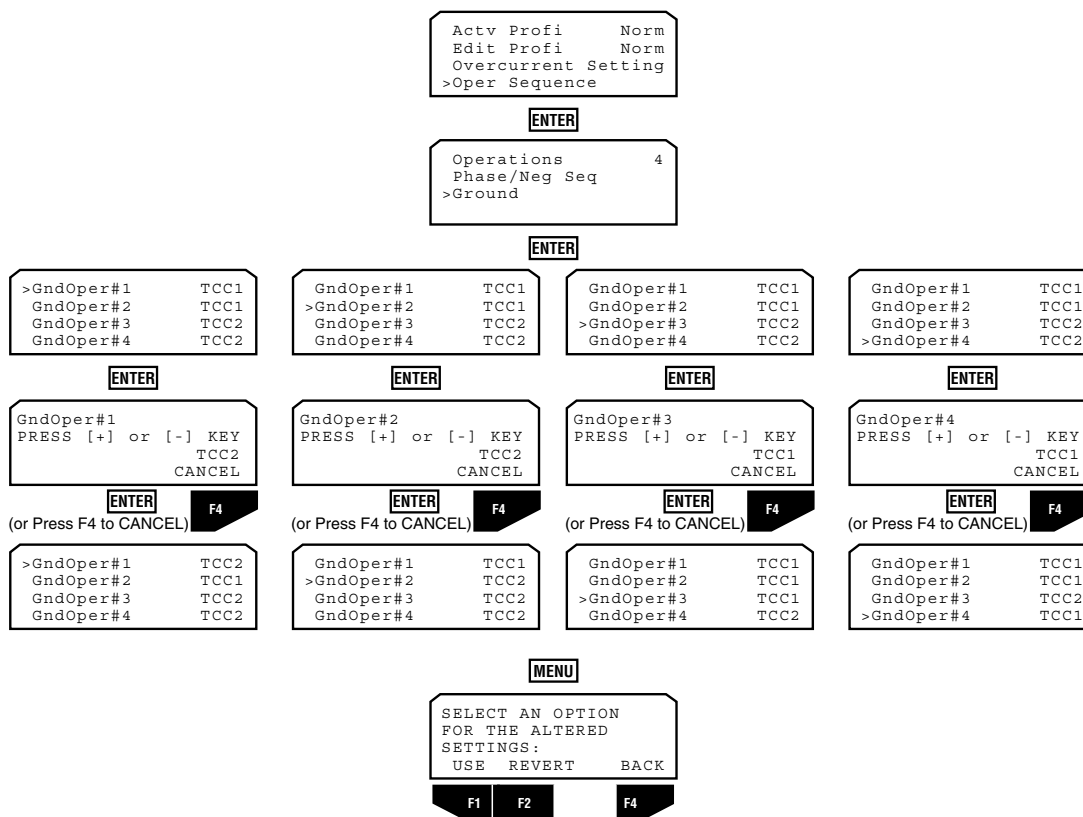 Actv Profi Norm
Edit Profi Norm
Overcurrent Setting
>Oper Sequence
ENTER
Operations 4
Phase/Neg Seq
>Ground
ENTER
>GndOper#1 TCC1
GndOper#2 TCC1
GndOper#3 TCC2
GndOper#4 TCC2
GndOper#1 TCC1
>GndOper#2 TCC1
GndOper#3 TCC2
GndOper#4 TCC2
GndOper#1 TCC1
GndOper#2 TCC1
>GndOper#3 TCC2
GndOper#4 TCC2
GndOper#1 TCC1
GndOper#2 TCC1
GndOper#3 TCC2
>GndOper#4 TCC2
ENTER
ENTER
ENTER
ENTER
GndOper#1
PRESS [+] or [-] KEY
TCC2
CANCEL
GndOper#2
PRESS [+] or [-] KEY
TCC2
CANCEL
GndOper#3
PRESS [+] or [-] KEY
TCC1
CANCEL
GndOper#4
PRESS [+] or [-] KEY
TCC1
CANCEL
ENTER F4
(or Press F4 to CANCEL)
ENTER F4
(or Press F4 to CANCEL)
ENTER F4
(or Press F4 to CANCEL)
ENTER F4
(or Press F4 to CANCEL)
>GndOper#1 TCC2
GndOper#2 TCC1
GndOper#3 TCC2
GndOper#4 TCC2
GndOper#1 TCC1
>GndOper#2 TCC2
GndOper#3 TCC2
GndOper#4 TCC2
GndOper#1 TCC1
GndOper#2 TCC1
>GndOper#3 TCC1
GndOper#4 TCC2
GndOper#1 TCC1
GndOper#2 TCC1
GndOper#3 TCC2
>GndOper#4 TCC1
MENU
SELECT AN OPTION
FOR THE ALTERED
SETTINGS:
USE REVERT BACK
F1 F2 F4